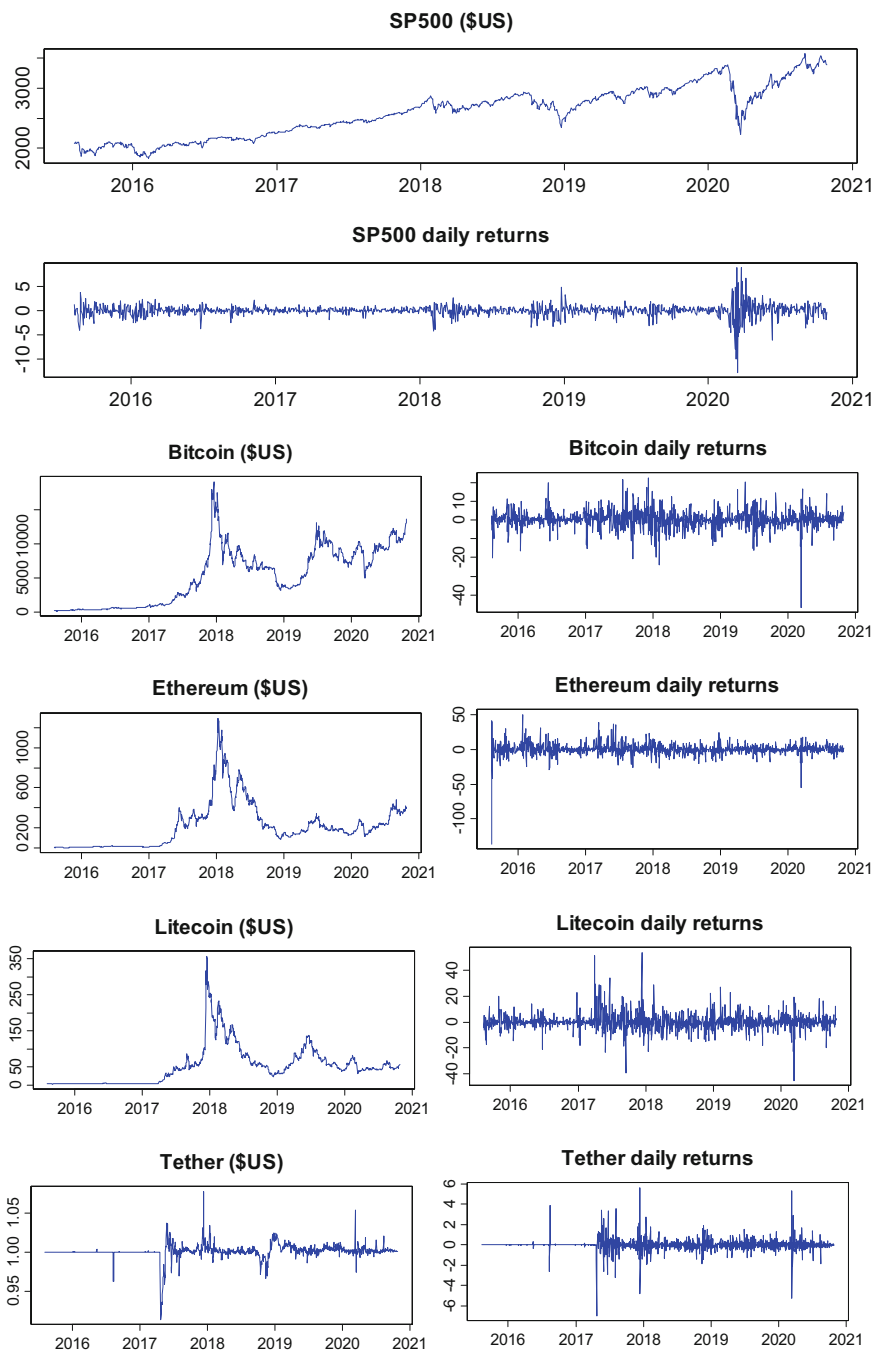 SP500 ($US)
2000 3000
2016 2017 2018 2019 2020 2021
SP500 daily returns
-10 -5 0 5
2016 2017 2018 2019 2020 2021
Bitcoin ($US)
0 5000 10000
2016 2017 2018 2019 2020 2021
Bitcoin daily returns
-40 -20 0 10
2016 2017 2018 2019 2020 2021
Ethereum ($US)
0 200 600 1000
2016 2017 2018 2019 2020 2021
Ethereum daily returns
-100 -50 0 50
2016 2017 2018 2019 2020 2021
Litecoin ($US)
0 50 150 250 350
2016 2017 2018 2019 2020 2021
Litecoin daily returns
-40 -20 0 20 40
2016 2017 2018 2019 2020 2021
Tether ($US)
0.95 1.00 1.05
2016 2017 2018 2019 2020 2021
Tether daily returns
-6 -4 -2 0 2 4 6
2016 2017 2018 2019 2020 2021